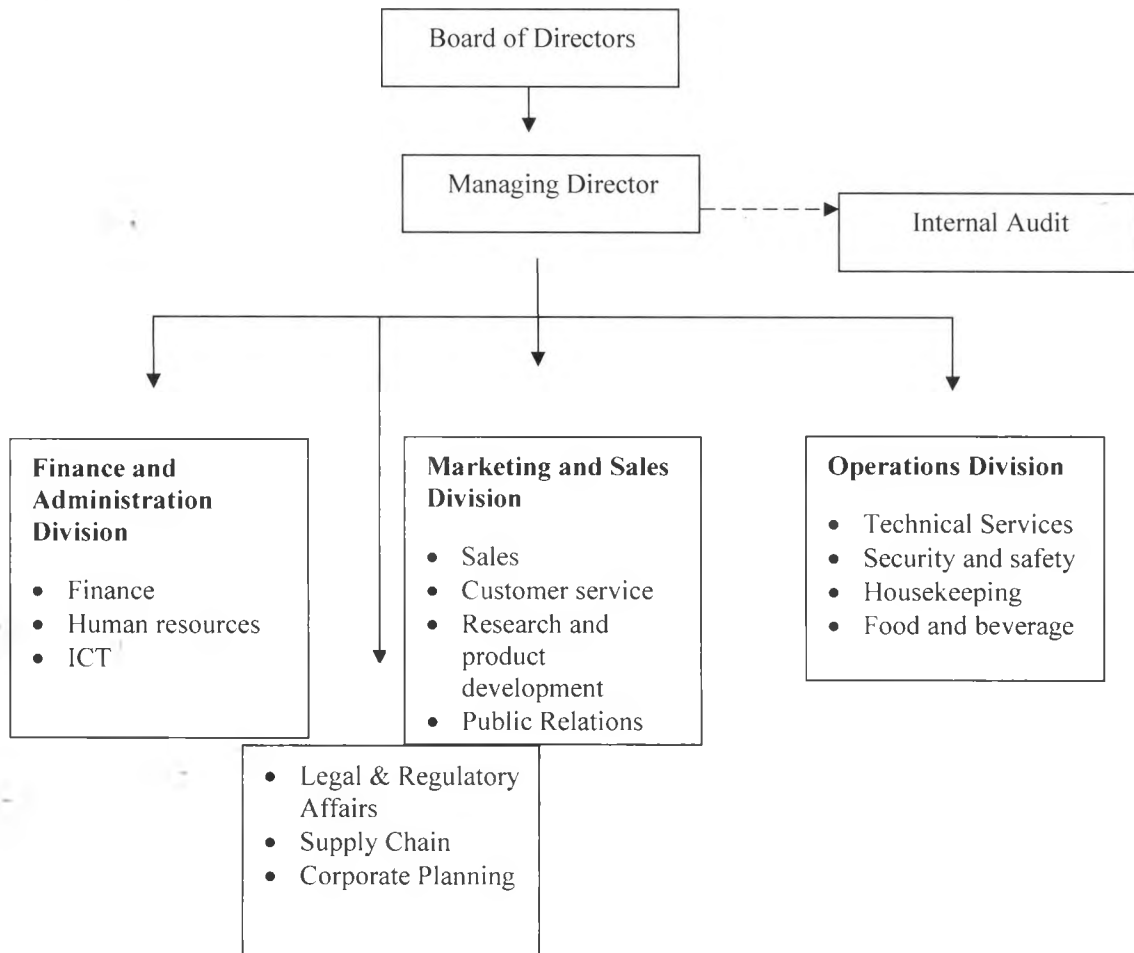 Board of Directors
Managing Director
Internal Audit
Finance and
Administration
Division
• Finance
• Human resources
• ICT
Marketing and Sales
Division
• Sales
• Customer service
• Research and
product
development
• Public Relations
Operations Division
• Technical Services
• Security and safety
• Housekeeping
• Food and beverage
• Legal & Regulatory
Affairs
• Supply Chain
• Corporate Planning